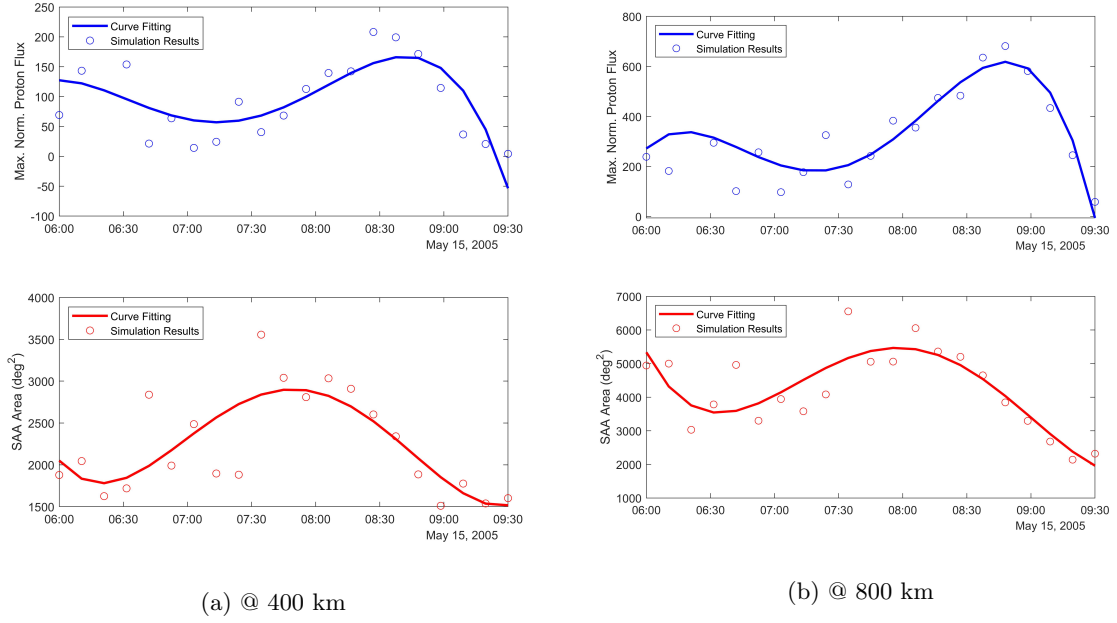 Max. Norm. Proton Flux
250
200
150
100
50
0
-50
-100
Curve Fitting
Simulation Results
06:00 06:30 07:00 07:30 08:00 08:30 09:00 09:30
May 15, 2005
Max. Norm. Proton Flux
800
600
400
200
0
Curve Fitting
Simulation Results
06:00 06:30 07:00 07:30 08:00 08:30 09:00 09:30
May 15, 2005
SAA Area (deg²)
4000
3500
3000
2500
2000
1500
Curve Fitting
Simulation Results
06:00 06:30 07:00 07:30 08:00 08:30 09:00 09:30
May 15, 2005
SAA Area (deg²)
7000
6000
5000
4000
3000
2000
1000
Curve Fitting
Simulation Results
06:00 06:30 07:00 07:30 08:00 08:30 09:00 09:30
May 15, 2005
(a) @ 400 km
(b) @ 800 km